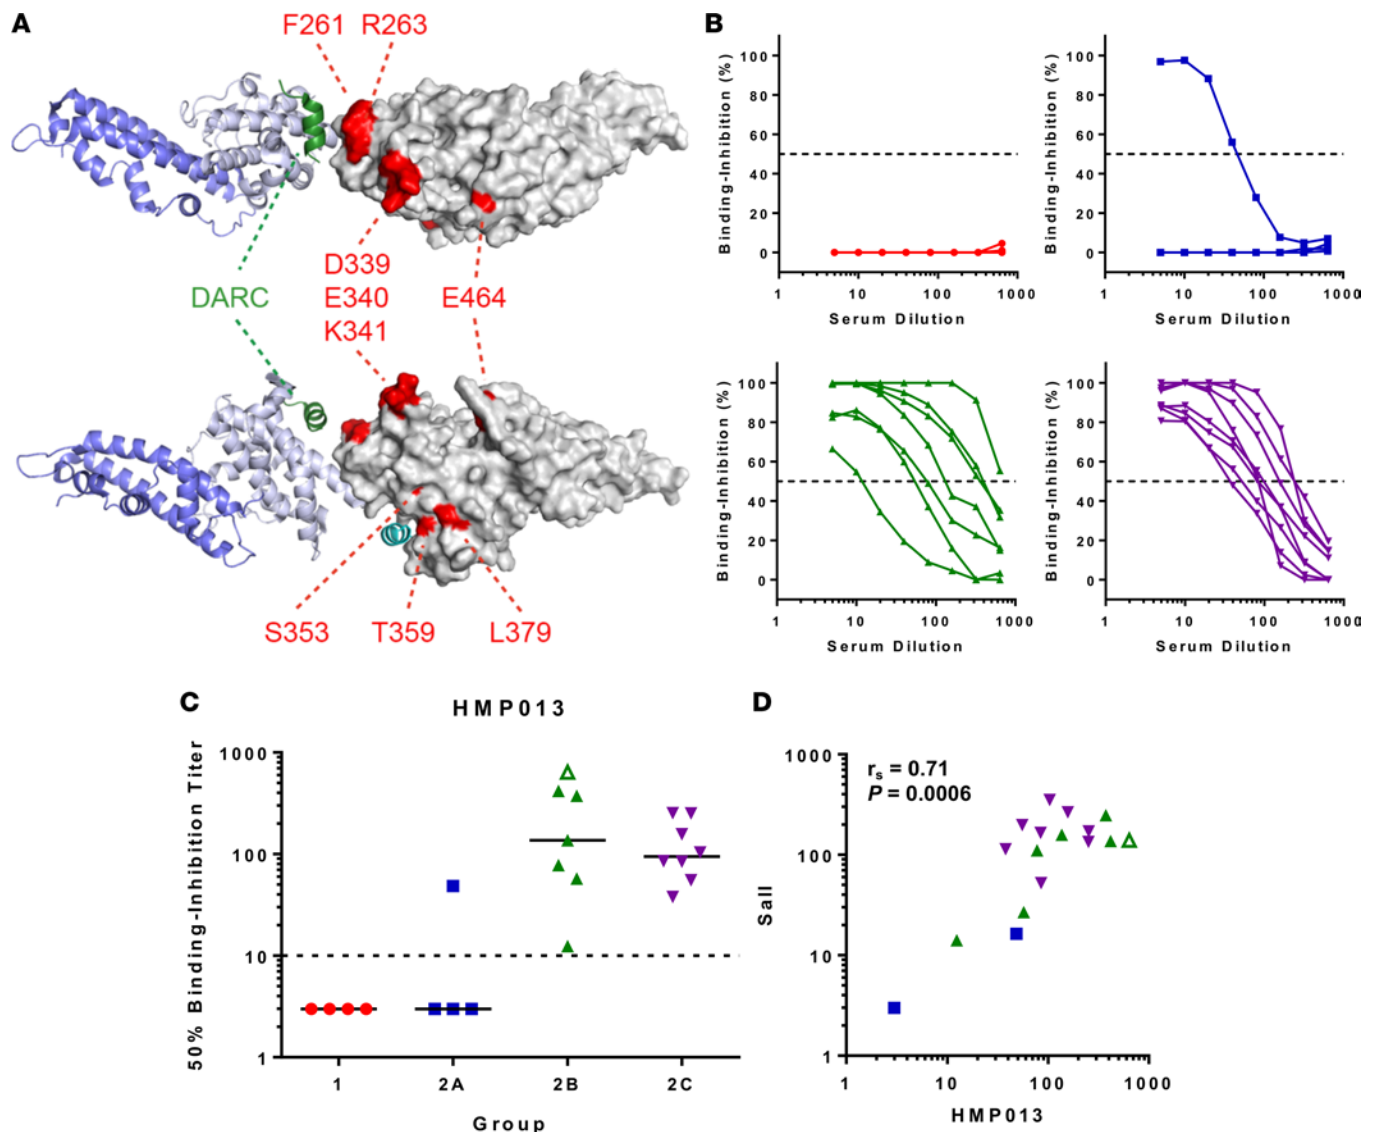 A
F261 R263
DARC
D339
E340
K341
E464
S353 T359 L379
B
Binding-Inhibition (%)
100
80
60
40
20
0
1 10 100 1000
Serum Dilution
Binding-Inhibition (%)
100
80
60
40
20
0
1 10 100 1000
Serum Dilution
Binding-Inhibition (%)
100
80
60
40
20
0
1 10 100 1000
Serum Dilution
Binding-Inhibition (%)
100
80
60
40
20
0
1 10 100 1000
Serum Dilution
C
HMP013
50% Binding-Inhibition Titer
1000
100
10
1
1 2A 2B 2C
Group
D
rs = 0.71
P = 0.0006
SalI
1000
100
10
1
1 10 100 1000
HMP013